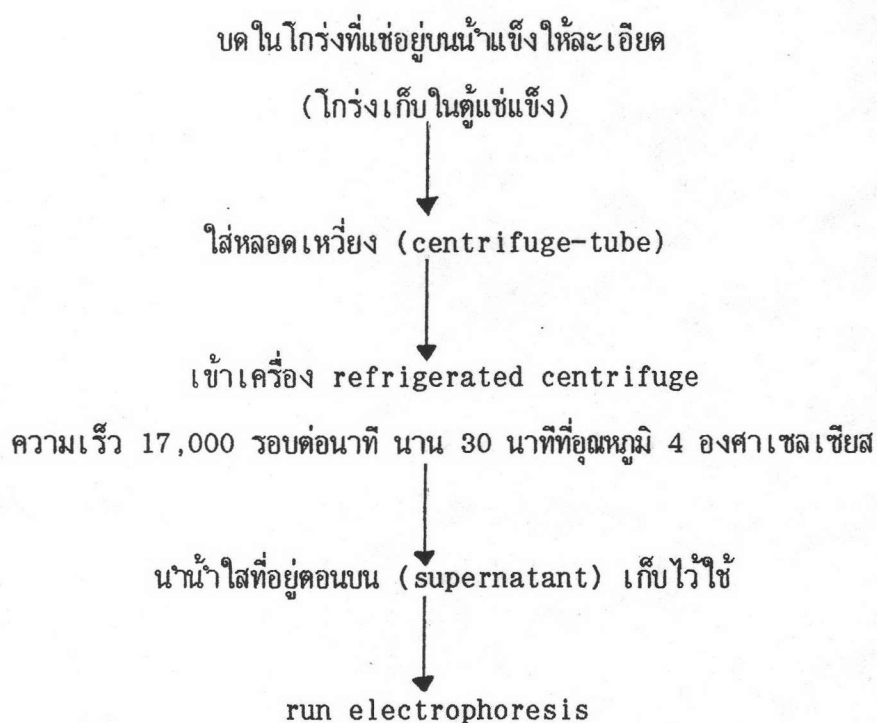 บดในโกร่งที่แช่อยู่บนน้ำแข็งให้ละเอียด
(โกร่งเก็บในตู้แช่แข็ง)
ใส่หลอดเหวี่ยง (centrifuge-tube)
เข้าเครื่อง refrigerated centrifuge
ความเร็ว 17,000 รอบต่อนาที นาน 30 นาทีที่อุณหภูมิ 4 องศาเซลเซียส
นำน้ำใสที่อยู่ตอนบน (supernatant) เก็บไว้ใช้
run electrophoresis